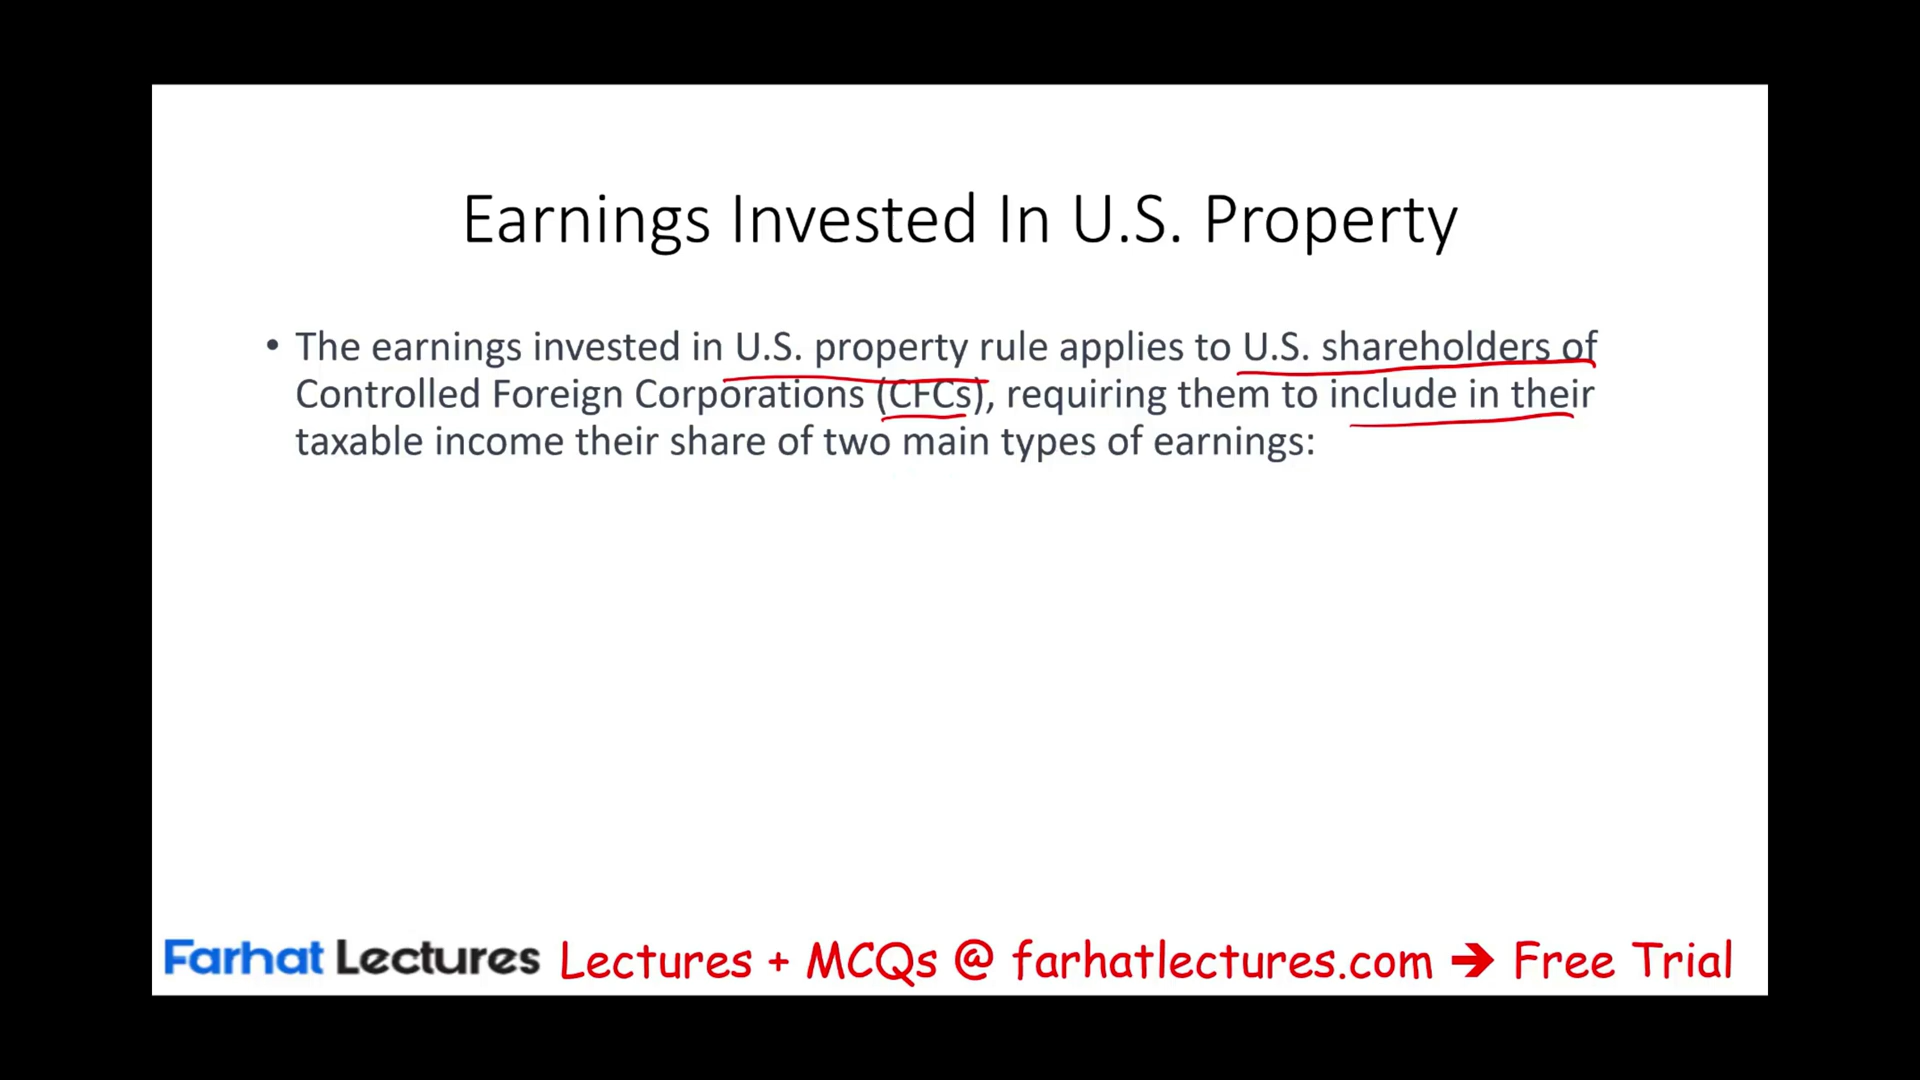 Earnings Invested In U.S. Property
• The earnings invested in U.S. property rule applies to U.S. shareholders of
Controlled Foreign Corporations (CFCs), requiring them to include in their
taxable income their share of two main types of earnings:
Farhat Lectures Lectures + MCQs @ farhatlectures.com → Free Trial